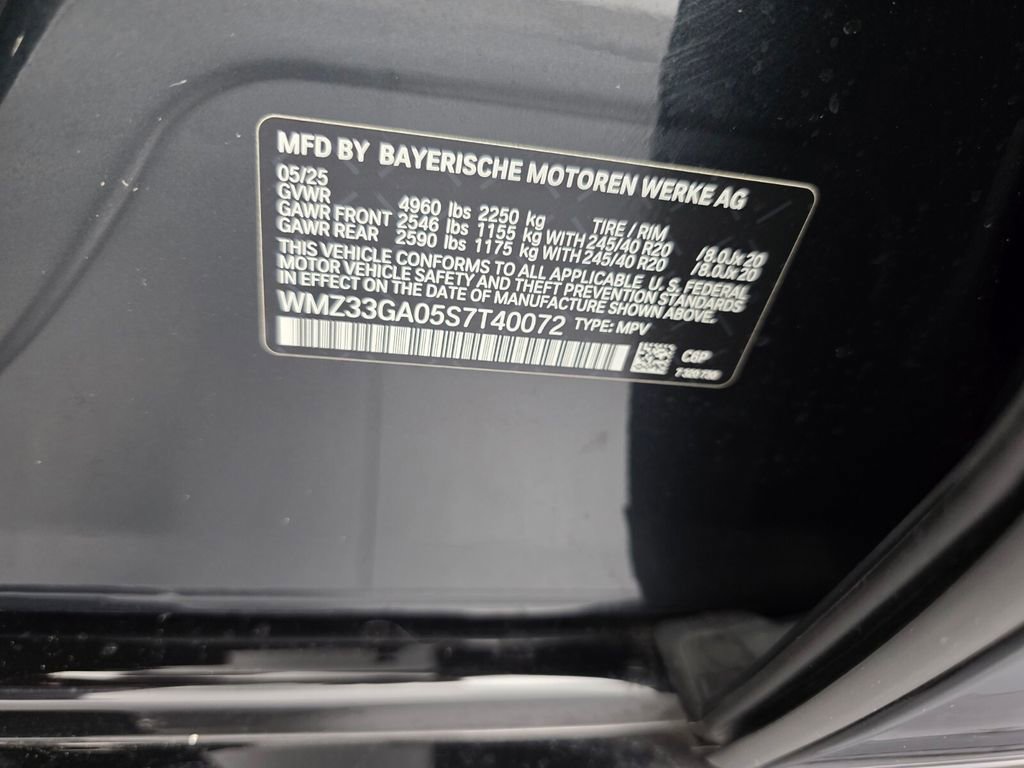 MFD BY BAYERISCHE MOTOREN WERKE AG
05/25
GVWR 4960 lbs 2250 kg TIRE / RIM
GAWR FRONT 2546 lbs 1155 kg WITH 245/40 R20 /8.0Jx20
GAWR REAR 2590 lbs 1175 kg WITH 245/40 R20 /8.0Jx20
THIS VEHICLE CONFORMS TO ALL APPLICABLE U. S. FEDERAL
MOTOR VEHICLE SAFETY AND THEFT PREVENTION STANDARDS
IN EFFECT ON THE DATE OF MANUFACTURE SHOWN ABOVE.
WMZ33GA05S7T40072 TYPE: MPV